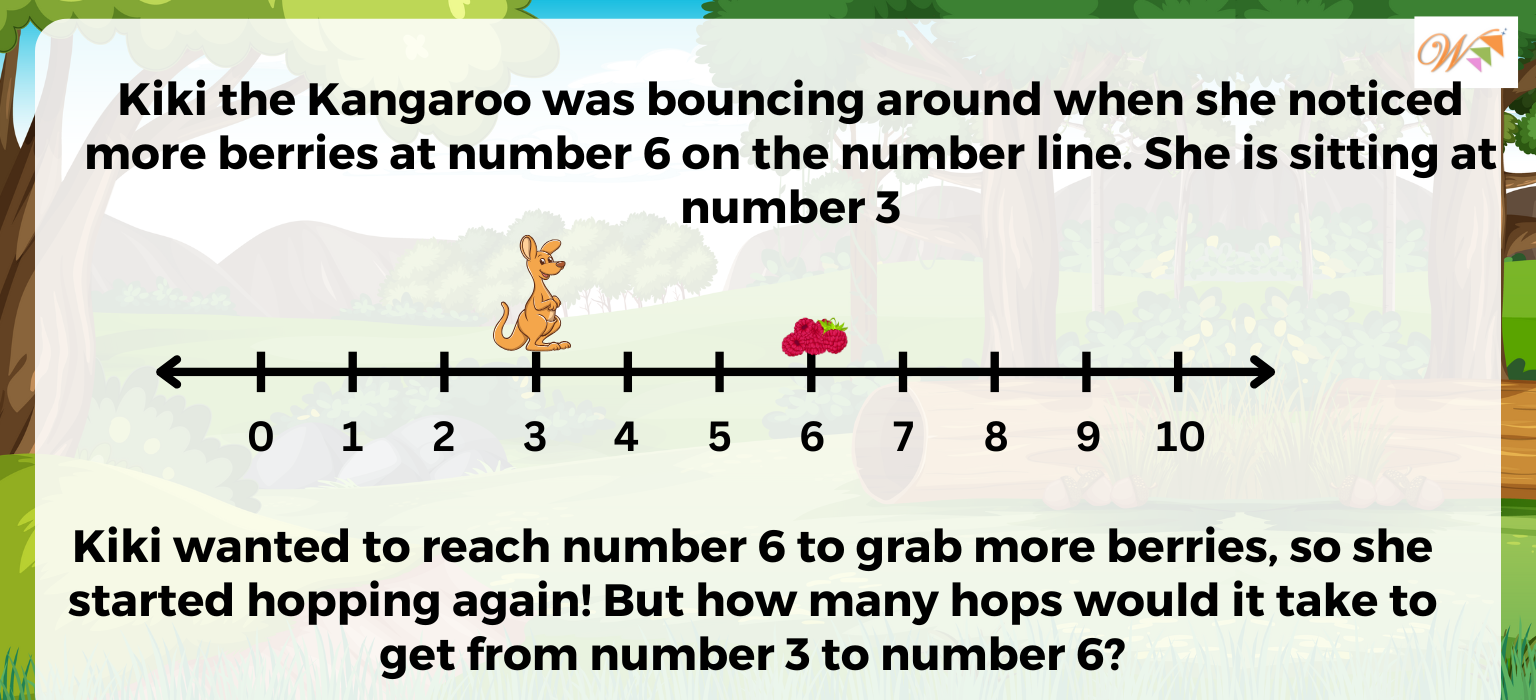 W
Kiki the Kangaroo was bouncing around when she noticed
more berries at number 6 on the number line. She is sitting at
number 3
0 1 2 3 4 5 6 7 8 9 10
Kiki wanted to reach number 6 to grab more berries, so she
started hopping again! But how many hops would it take to
get from number 3 to number 6?